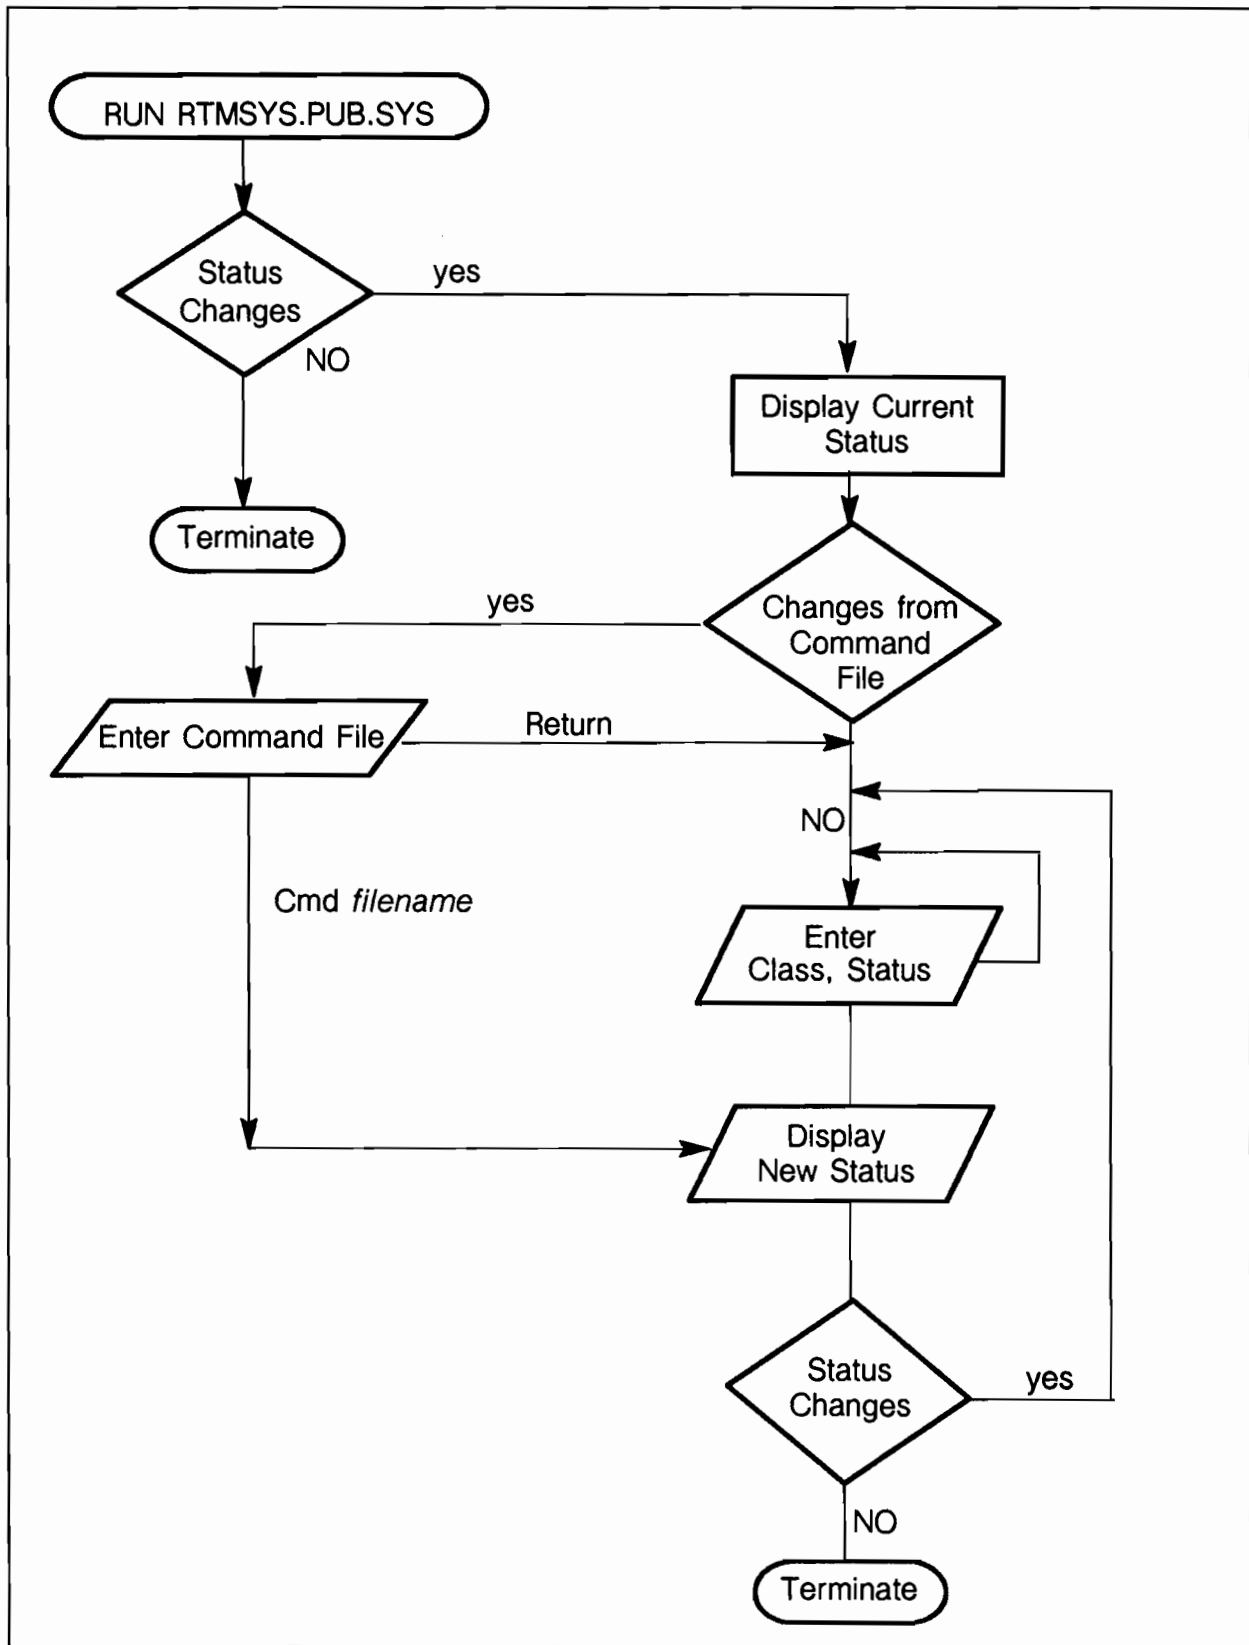 RUN RTMSYS.PUB.SYS
Status
Changes
yes
NO
Display Current
Status
Terminate
Changes from
Command
File
yes
Enter Command File
Return
NO
Cmd filename
Enter
Class, Status
Display
New Status
Status
Changes
yes
NO
Terminate